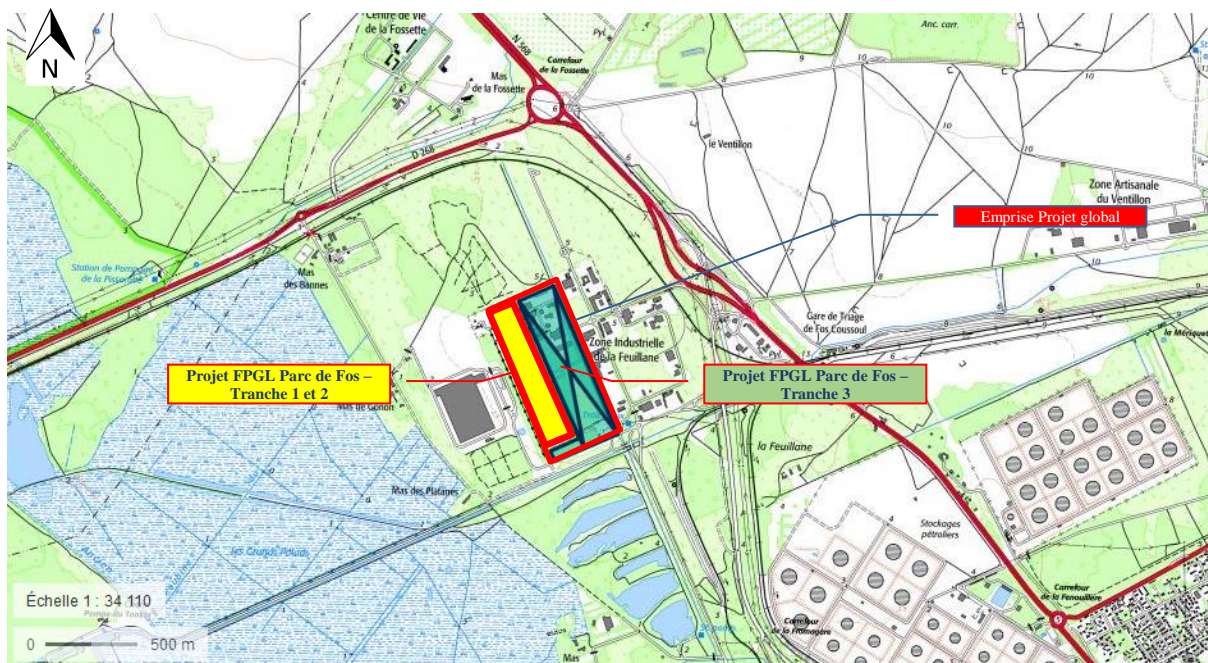 N
Centre de Vie
de la Fossette
N 568
Pyl.
Anc. carr.
Carrefour
de la Fossette
Mas
de la Fossette
D 268
le Ventillon
Zone Artisanale
du Ventillon
Emprise Projet global
Station de Pompage
de la Pissarotte
Mas
des Bannes
Zone Industrielle
de la Feuillane
Gare de Triage
de Fos Coussoul
Pyl.
Projet FPGL Parc de Fos –
Tranche 1 et 2
Projet FPGL Parc de Fos –
Tranche 3
Mas de Gonon
la Feuillane
Mas des Platanes
les Grands Paluds
Stockages
pétroliers
Échelle 1 : 34 110
0 500 m
Carrefour
de la Fenouillère
Carrefour
de la Fromagère
Mas